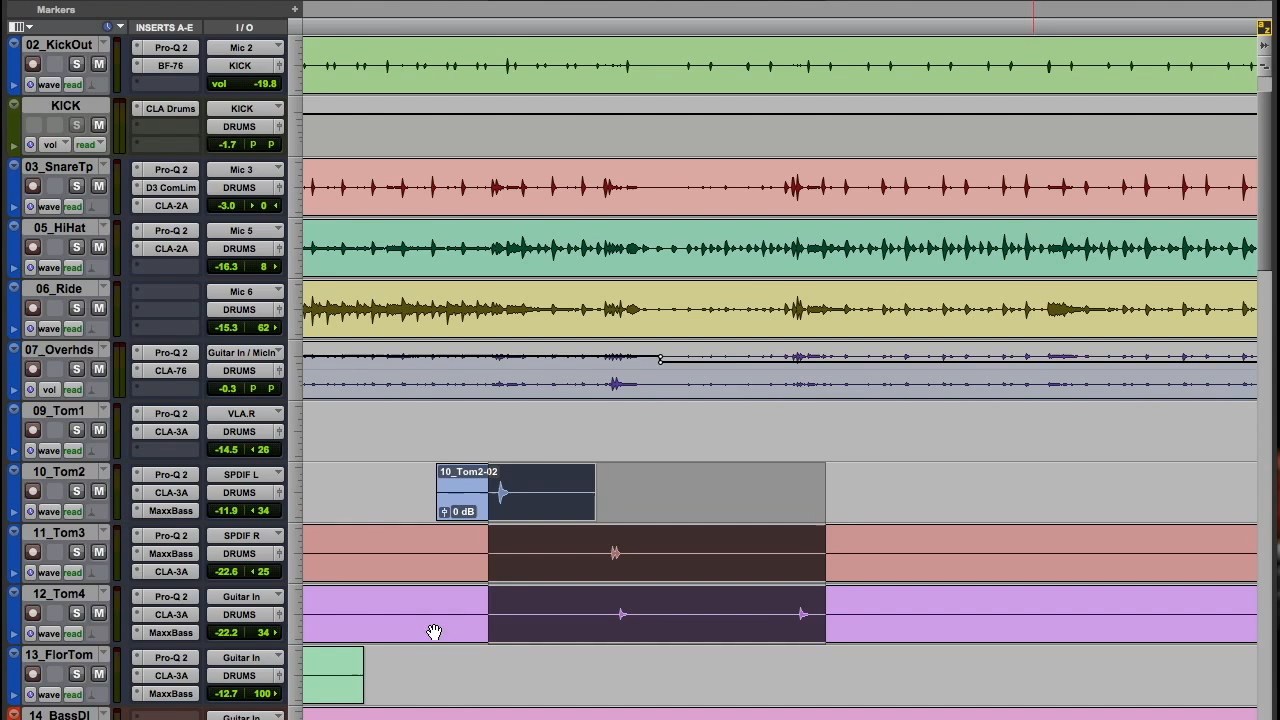 Markers
+
INSERTS A-E I / O
a z
02_KickOut Pro-Q 2 Mic 2
S M BF-76 KICK
wave read vol -19.8
KICK CLA Drums KICK
S M DRUMS
vol read -1.7 P P
03_SnareTp Pro-Q 2 Mic 3
S M D3 ComLim DRUMS
wave read CLA-2A -3.0 0
05_HiHat Pro-Q 2 Mic 5
S M CLA-2A DRUMS
wave read -16.3 8
06_Ride Mic 6
S M DRUMS
wave read -15.3 62
07_Overhds Pro-Q 2 Guitar In / MicIn
S M CLA-76 DRUMS
vol read -0.3 P P
09_Tom1 Pro-Q 2 VLA.R
S M CLA-3A DRUMS
wave read -14.5 26
10_Tom2 Pro-Q 2 SPDIF L 10_Tom2-02
S M CLA-3A DRUMS
wave read MaxxBass -11.9 34 0 dB
11_Tom3 Pro-Q 2 SPDIF R
S M MaxxBass DRUMS
wave read CLA-3A -22.6 25
12_Tom4 Pro-Q 2 Guitar In
S M CLA-3A DRUMS
wave read MaxxBass -22.2 34
13_FlorTom Pro-Q 2 Guitar In
S M CLA-3A DRUMS
wave read MaxxBass -12.7 100
14_BassDI Guitar In